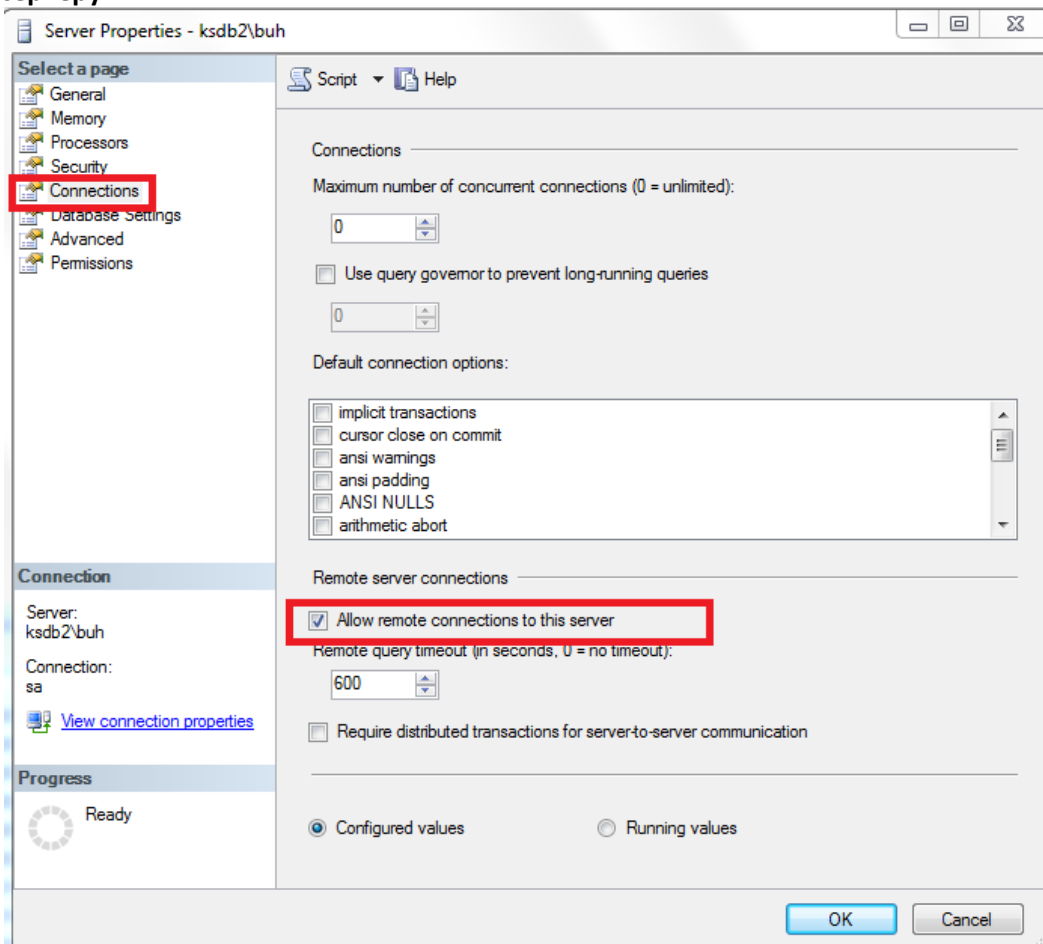 Server Properties - ksdb2\buh
Select a page
General
Memory
Processors
Security
Connections
Database Settings
Advanced
Permissions
Script
Help
Connections
Maximum number of concurrent connections (0 = unlimited):
0
Use query governor to prevent long-running queries
0
Default connection options:
implicit transactions
cursor close on commit
ansi warnings
ansi padding
ANSI NULLS
arithmetic abort
Connection
Server:
ksdb2\buh
Connection:
sa
View connection properties
Remote server connections
Allow remote connections to this server
Remote query timeout (in seconds, 0 = no timeout):
600
Require distributed transactions for server-to-server communication
Progress
Ready
Configured values
Running values
OK
Cancel